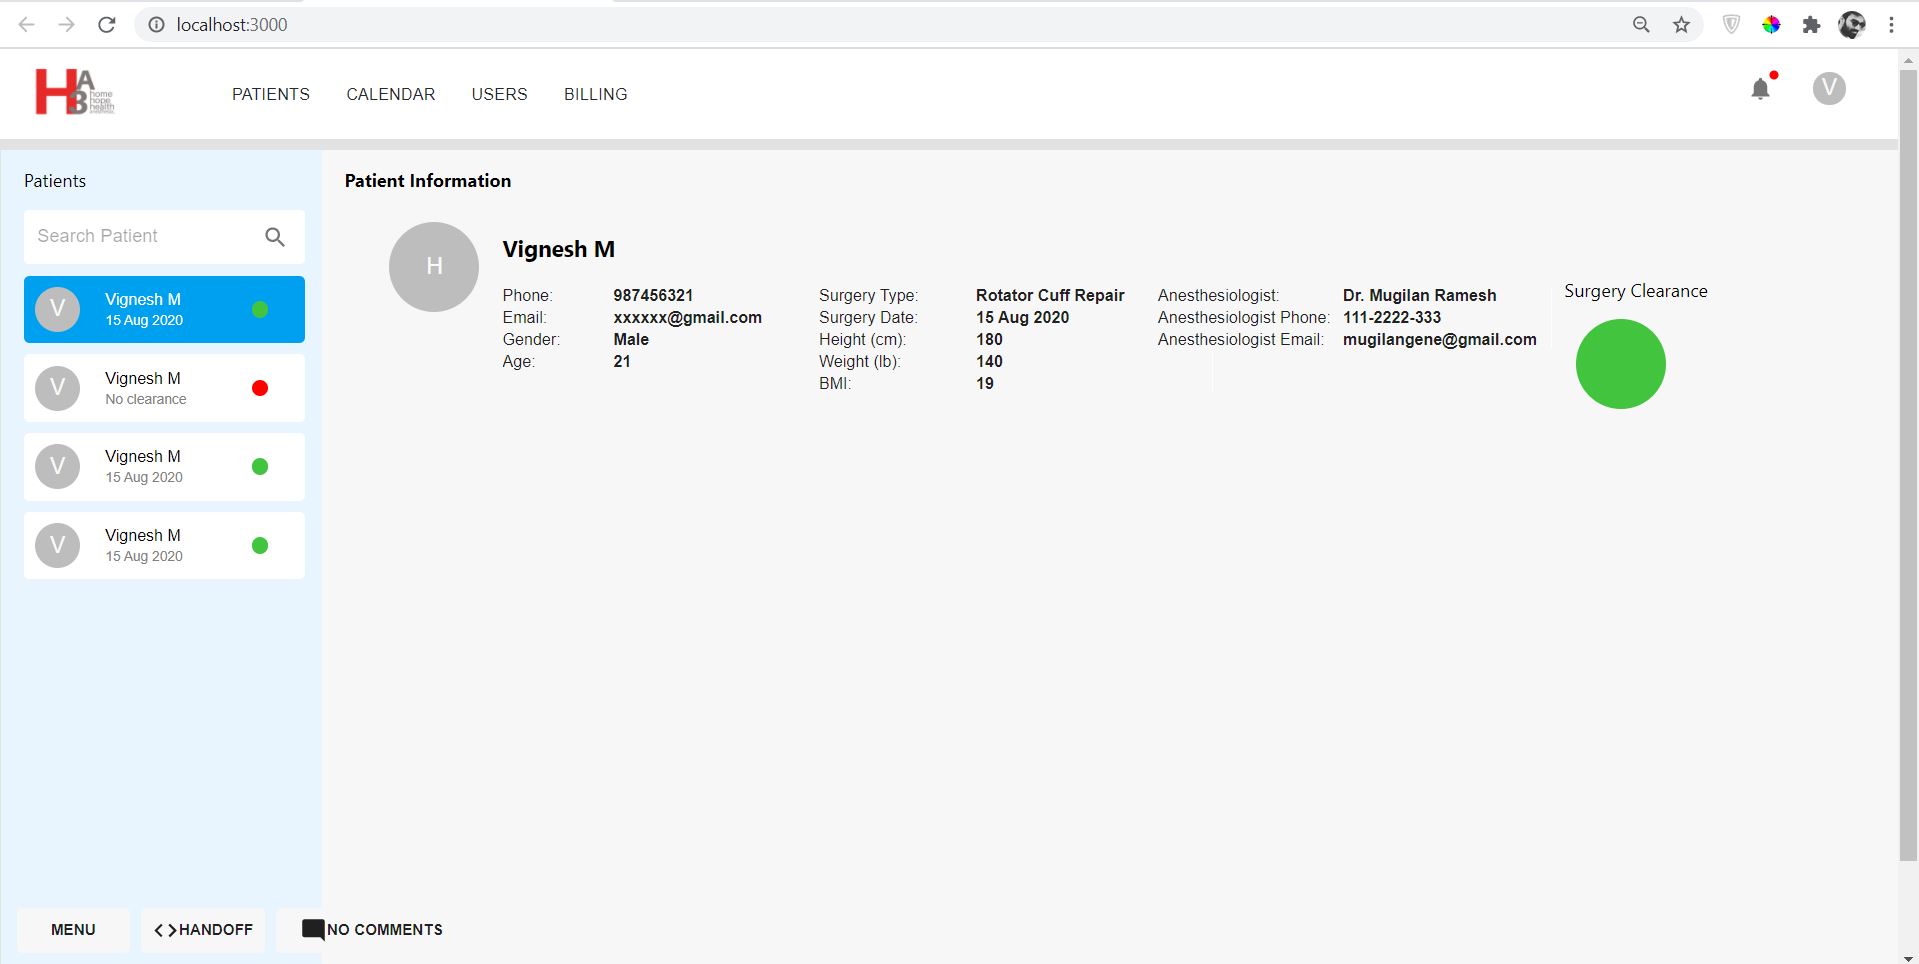 localhost:3000
H A B home hope health
PATIENTS CALENDAR USERS BILLING
V
Patients
Search Patient
V Vignesh M
15 Aug 2020
V Vignesh M
No clearance
V Vignesh M
15 Aug 2020
V Vignesh M
15 Aug 2020
Patient Information
H
Vignesh M
Phone: 987456321
Email: xxxxxx@gmail.com
Gender: Male
Age: 21
Surgery Type: Rotator Cuff Repair
Surgery Date: 15 Aug 2020
Height (cm): 180
Weight (lb): 140
BMI: 19
Anesthesiologist: Dr. Mugilan Ramesh
Anesthesiologist Phone: 111-2222-333
Anesthesiologist Email: mugilangene@gmail.com
Surgery Clearance
MENU <>HANDOFF NO COMMENTS